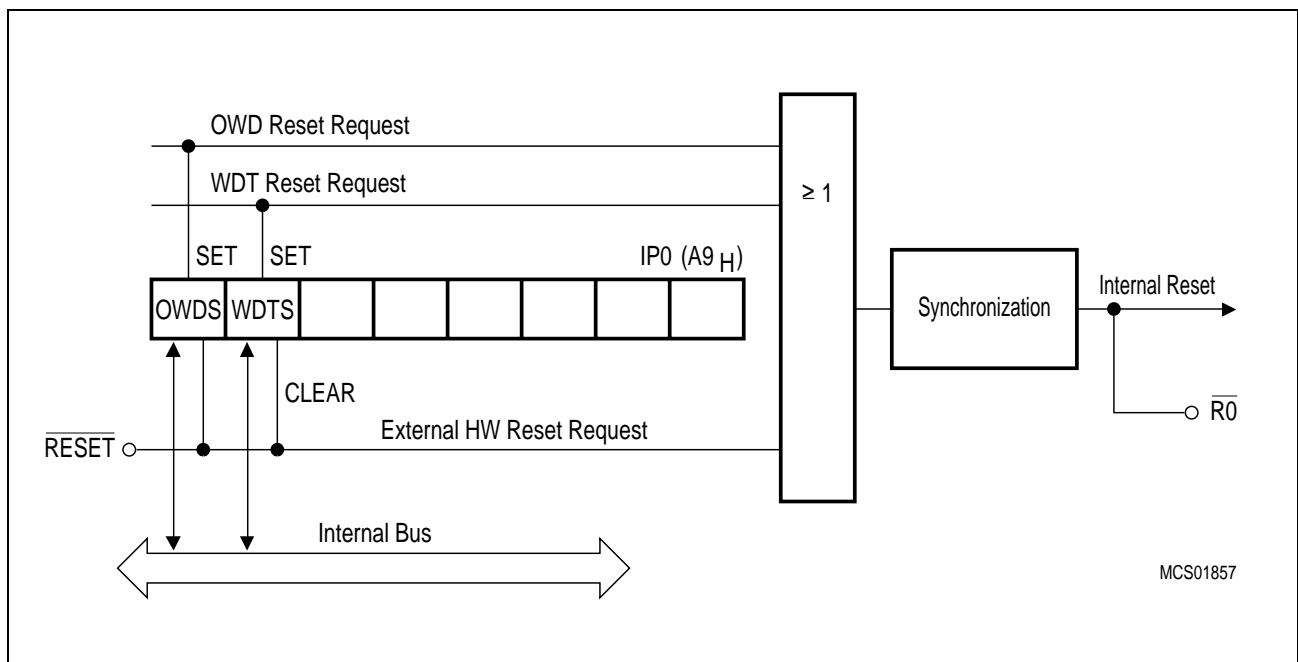 OWD Reset Request
WDT Reset Request
≥ 1
SET SET IP0 (A9 H)
OWDS WDTS
Synchronization
Internal Reset
CLEAR
RESET
External HW Reset Request
R0
Internal Bus
MCS01857